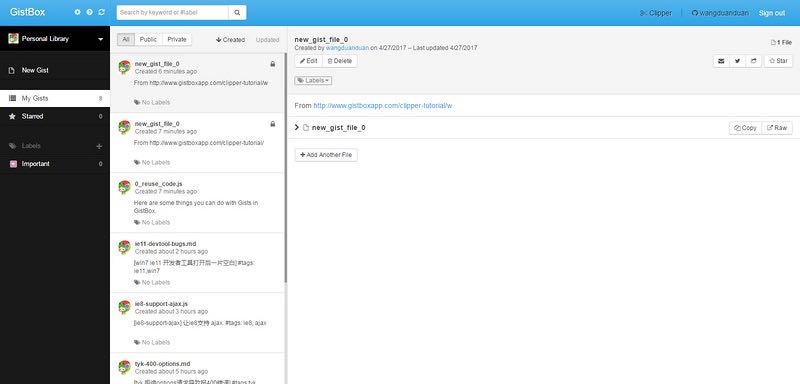 GistBox
Search by keyword or #label
Clipper
wangduanduan
Sign out
Personal Library
New Gist
My Gists 8
Starred 0
Labels +
Important 0
All Public Private
Created Updated
new_gist_file_0
Created 6 minutes ago
From http://www.gistboxapp.com/clipper-tutorial/w
No Labels
new_gist_file_0
Created 7 minutes ago
From http://www.gistboxapp.com/clipper-tutorial/
No Labels
0_reuse_code.js
Created 7 minutes ago
Here are some things you can do with Gists in
GistBox.
No Labels
ie11-devtool-bugs.md
Created about 2 hours ago
[win7 ie11 开发者工具打开后一片空白] #tags:
ie11,win7
No Labels
ie8-support-ajax.js
Created about 3 hours ago
[ie8-support-ajax] 让ie8支持 ajax. #tags: ie8, ajax
No Labels
tyk-400-options.md
Created about 5 hours ago
new_gist_file_0
Created by wangduanduan on 4/27/2017 – Last updated 4/27/2017
1 File
Edit Delete
Star
Labels
From http://www.gistboxapp.com/clipper-tutorial/w
new_gist_file_0
Copy Raw
+ Add Another File